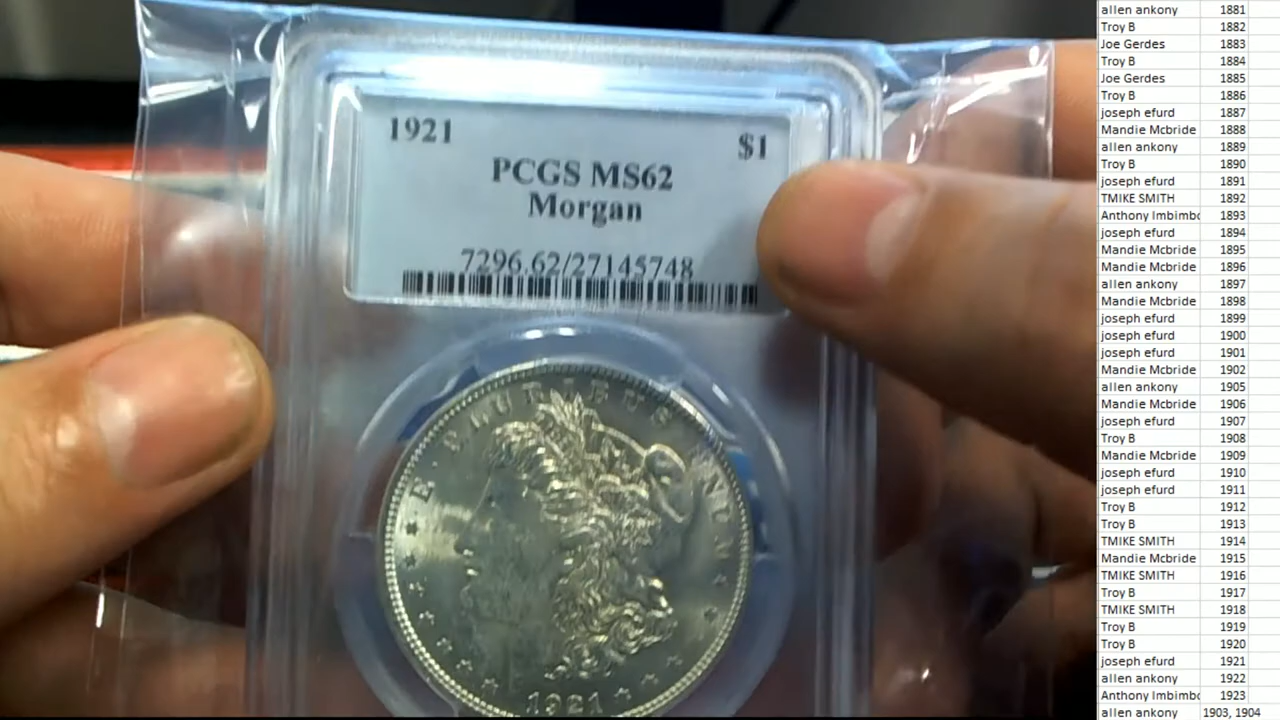 1921 $1
PCGS MS62
Morgan
7296.62/27145748
E · PLURIBUS UNUM
1921
allen ankony 1881
Troy B 1882
Joe Gerdes 1883
Troy B 1884
Joe Gerdes 1885
Troy B 1886
joseph efurd 1887
Mandie Mcbride 1888
allen ankony 1889
Troy B 1890
joseph efurd 1891
TMIKE SMITH 1892
Anthony Imbimbo 1893
joseph efurd 1894
Mandie Mcbride 1895
Mandie Mcbride 1896
allen ankony 1897
Mandie Mcbride 1898
joseph efurd 1899
joseph efurd 1900
joseph efurd 1901
Mandie Mcbride 1902
allen ankony 1905
Mandie Mcbride 1906
joseph efurd 1907
Troy B 1908
Mandie Mcbride 1909
joseph efurd 1910
joseph efurd 1911
Troy B 1912
Troy B 1913
TMIKE SMITH 1914
Mandie Mcbride 1915
TMIKE SMITH 1916
Troy B 1917
TMIKE SMITH 1918
Troy B 1919
Troy B 1920
joseph efurd 1921
allen ankony 1922
Anthony Imbimbo 1923
allen ankony 1903, 1904